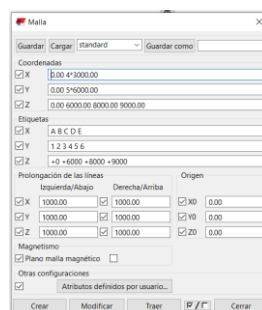 Malla
Guardar Cargar standard Guardar como
Coordenadas
X 0.00 4*3000.00
Y 0.00 5*6000.00
Z 0.00 6000.00 8000.00 9000.00
Etiquetas
X A B C D E
Y 1 2 3 4 5 6
Z +0 +6000 +8000 +9000
Prolongación de las líneas Origen
Izquierda/Abajo Derecha/Arriba
X 1000.00 1000.00 X0 0.00
Y 1000.00 1000.00 Y0 0.00
Z 1000.00 1000.00 Z0 0.00
Magnetismo
Plano malla magnético
Otras configuraciones
Atributos definidos por usuario...
Crear Modificar Traer / Cerrar